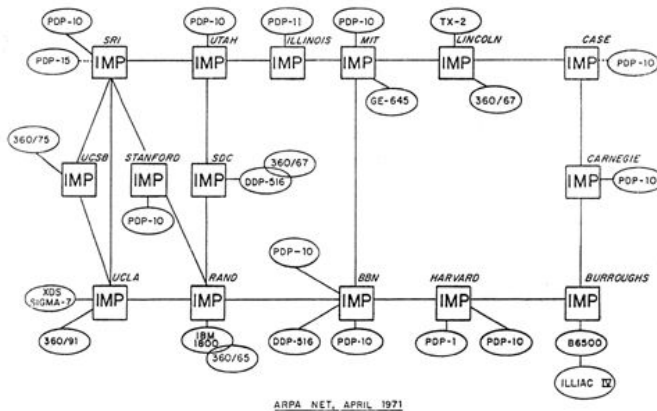 PDP-10
PDP-10
PDP-11
PDP-10
TX-2
SRI
UTAH
ILLINOIS
MIT
LINCOLN
CASE
PDP-15
IMP
IMP
IMP
IMP
IMP
IMP
PDP-10
GE-645
360/67
360/75
UCSB
STANFORD
SDC
360/67
CARNEGIE
IMP
IMP
IMP
DDP-516
IMP
PDP-10
PDP-10
PDP-10
UCLA
RAND
BBN
HARVARD
BURROUGHS
XDS
SIGMA-7
IMP
IMP
IMP
IMP
IMP
360/91
IBM
1800
360/65
DDP-516
PDP-10
PDP-1
PDP-10
B6500
ILLIAC IV
ARPA NET, APRIL 1971